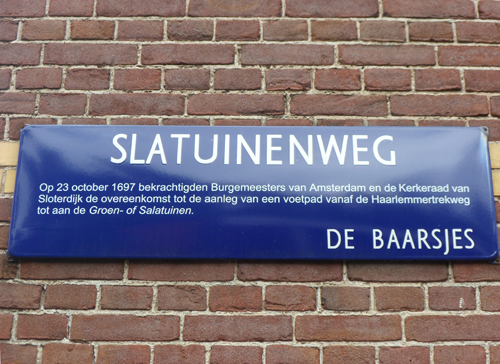 SLATUINENWEG
Op 23 october 1697 bekrachtigden Burgemeesters van Amsterdam en de Kerkeraad van
Sloterdijk de overeenkomst tot de aanleg van een voetpad vanaf de Haarlemmertrekweg
tot aan de Groen- of Salatuinen.
DE BAARSJES